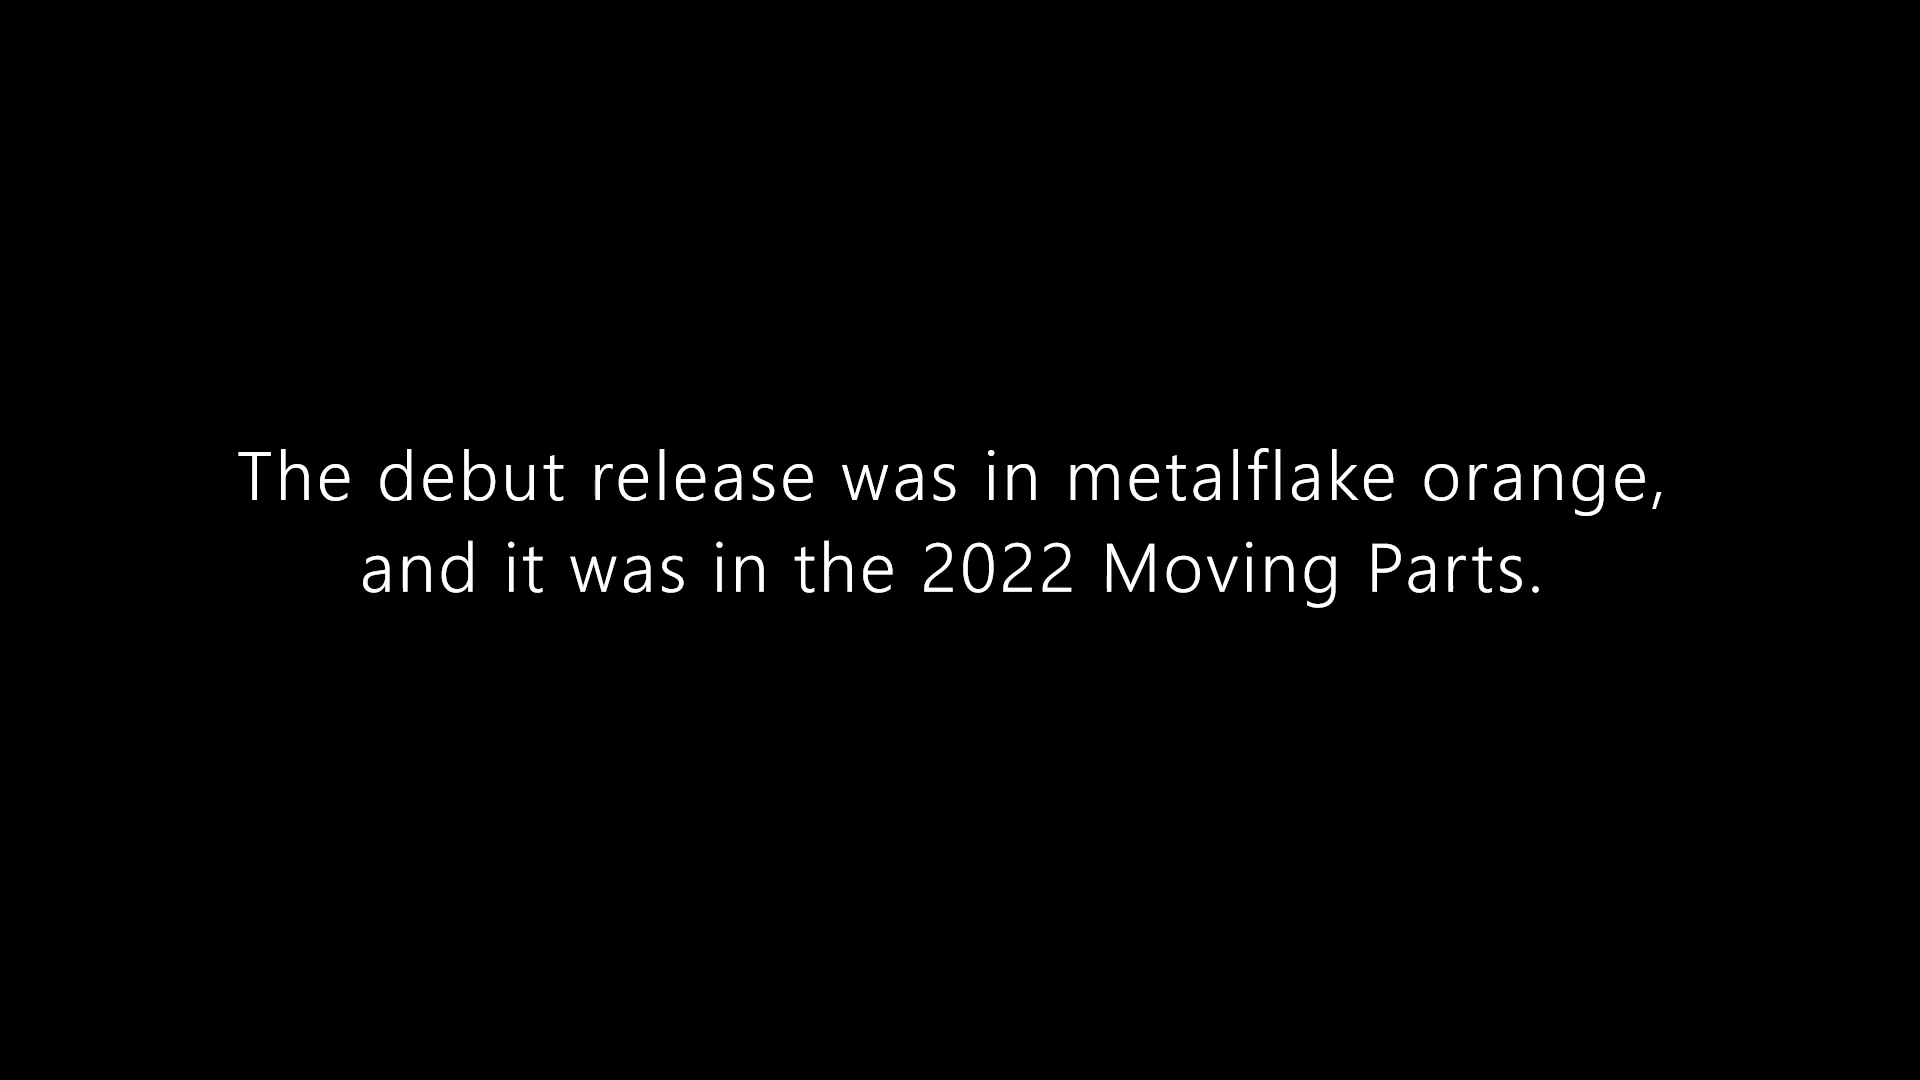 The debut release was in metalflake orange,
and it was in the 2022 Moving Parts.